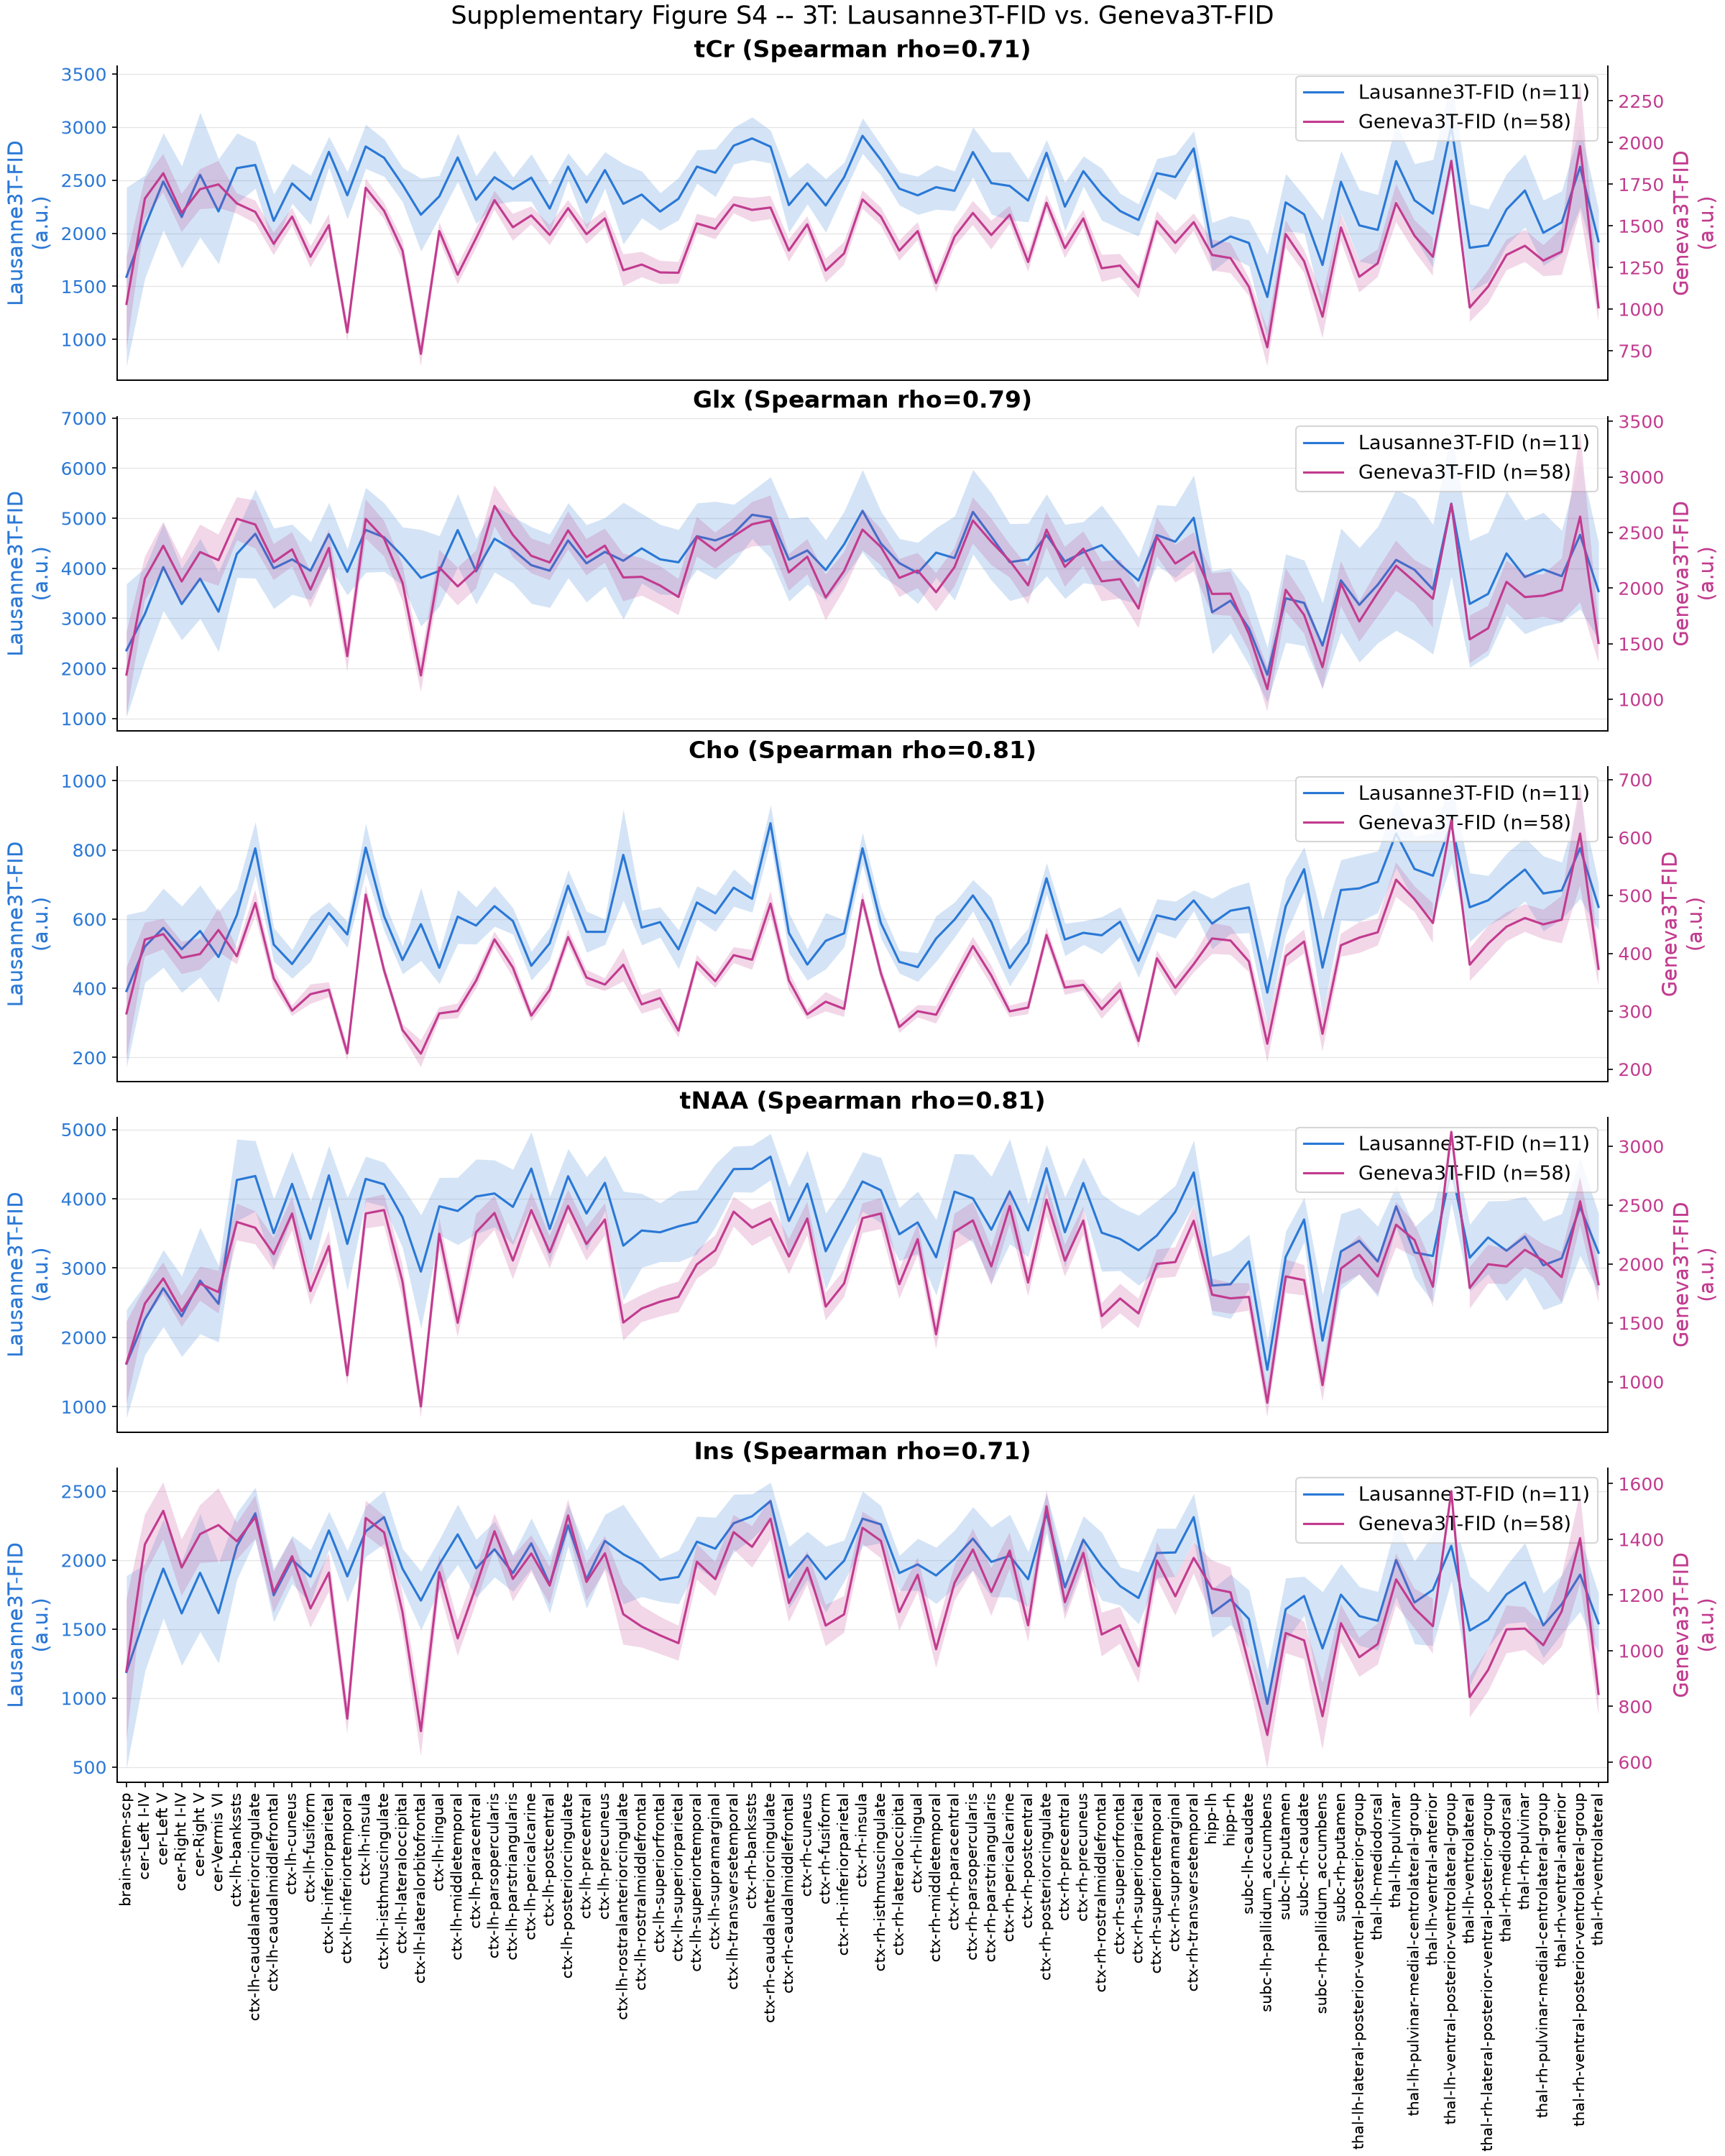 Supplementary Figure S4 -- 3T: Lausanne3T-FID vs. Geneva3T-FID
tCr (Spearman rho=0.71)
Lausanne3T-FID
(a.u.)
3500
3000
2500
2000
1500
1000
Lausanne3T-FID (n=11)
Geneva3T-FID (n=58)
2250
2000
1750
1500
1250
1000
750
Geneva3T-FID
(a.u.)
Glx (Spearman rho=0.79)
Lausanne3T-FID
(a.u.)
7000
6000
5000
4000
3000
2000
1000
Lausanne3T-FID (n=11)
Geneva3T-FID (n=58)
3500
3000
2500
2000
1500
1000
Geneva3T-FID
(a.u.)
Cho (Spearman rho=0.81)
Lausanne3T-FID
(a.u.)
1000
800
600
400
200
Lausanne3T-FID (n=11)
Geneva3T-FID (n=58)
700
600
500
400
300
200
Geneva3T-FID
(a.u.)
tNAA (Spearman rho=0.81)
Lausanne3T-FID
(a.u.)
5000
4000
3000
2000
1000
Lausanne3T-FID (n=11)
Geneva3T-FID (n=58)
3000
2500
2000
1500
1000
Geneva3T-FID
(a.u.)
Ins (Spearman rho=0.71)
Lausanne3T-FID
(a.u.)
2500
2000
1500
1000
500
Lausanne3T-FID (n=11)
Geneva3T-FID (n=58)
1600
1400
1200
1000
800
600
Geneva3T-FID
(a.u.)
brain-stem-scp
cer-Left I-IV
cer-Left V
cer-Right I-IV
cer-Right V
cer-Vermis VI
ctx-lh-bankssts
ctx-lh-caudalanteriorcingulate
ctx-lh-caudalmiddlefrontal
ctx-lh-cuneus
ctx-lh-fusiform
ctx-lh-inferiorparietal
ctx-lh-inferiortemporal
ctx-lh-insula
ctx-lh-isthmuscingulate
ctx-lh-lateraloccipital
ctx-lh-lateralorbitofrontal
ctx-lh-lingual
ctx-lh-middletemporal
ctx-lh-paracentral
ctx-lh-parsopercularis
ctx-lh-parstriangularis
ctx-lh-pericalcarine
ctx-lh-postcentral
ctx-lh-posteriorcingulate
ctx-lh-precentral
ctx-lh-precuneus
ctx-lh-rostralanteriorcingulate
ctx-lh-rostralmiddlefrontal
ctx-lh-superiorfrontal
ctx-lh-superiorparietal
ctx-lh-superiortemporal
ctx-lh-supramarginal
ctx-lh-transversetemporal
ctx-rh-bankssts
ctx-rh-caudalanteriorcingulate
ctx-rh-caudalmiddlefrontal
ctx-rh-cuneus
ctx-rh-fusiform
ctx-rh-inferiorparietal
ctx-rh-insula
ctx-rh-isthmuscingulate
ctx-rh-lateraloccipital
ctx-rh-lingual
ctx-rh-middletemporal
ctx-rh-paracentral
ctx-rh-parsopercularis
ctx-rh-parstriangularis
ctx-rh-pericalcarine
ctx-rh-postcentral
ctx-rh-posteriorcingulate
ctx-rh-precentral
ctx-rh-precuneus
ctx-rh-rostralmiddlefrontal
ctx-rh-superiorfrontal
ctx-rh-superiorparietal
ctx-rh-superiortemporal
ctx-rh-supramarginal
ctx-rh-transversetemporal
hipp-lh
hipp-rh
subc-lh-caudate
subc-lh-pallidum_accumbens
subc-lh-putamen
subc-rh-caudate
subc-rh-pallidum_accumbens
subc-rh-putamen
thal-lh-lateral-posterior-ventral-group
thal-lh-mediodorsal
thal-lh-pulvinar
thal-lh-pulvinar-medial-centrolateral-group
thal-lh-ventral-anterior
thal-lh-ventral-posterior-ventrolateral-group
thal-lh-ventrolateral
thal-rh-lateral-posterior-ventral-group
thal-rh-mediodorsal
thal-rh-pulvinar
thal-rh-pulvinar-medial-centrolateral-group
thal-rh-ventral-anterior
thal-rh-ventral-posterior-ventrolateral-group
thal-rh-ventrolateral